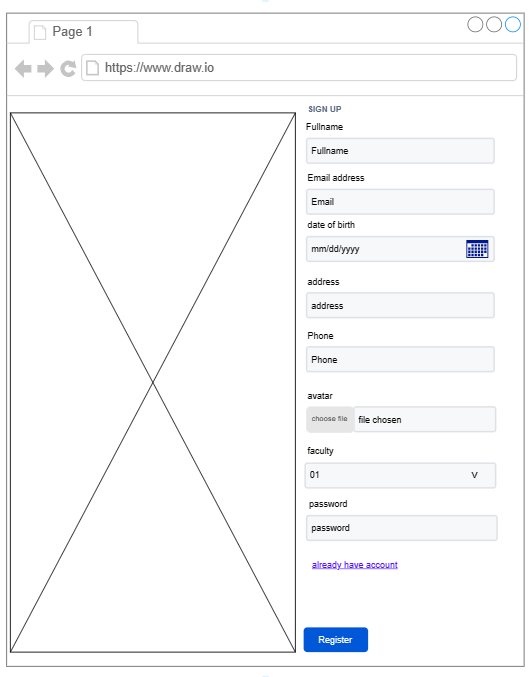 Page 1
https://www.draw.io
SIGN UP
Fullname
Fullname
Email address
Email
date of birth
mm/dd/yyyy
address
address
Phone
Phone
avatar
choose file file chosen
faculty
01 V
password
password
already have account
Register